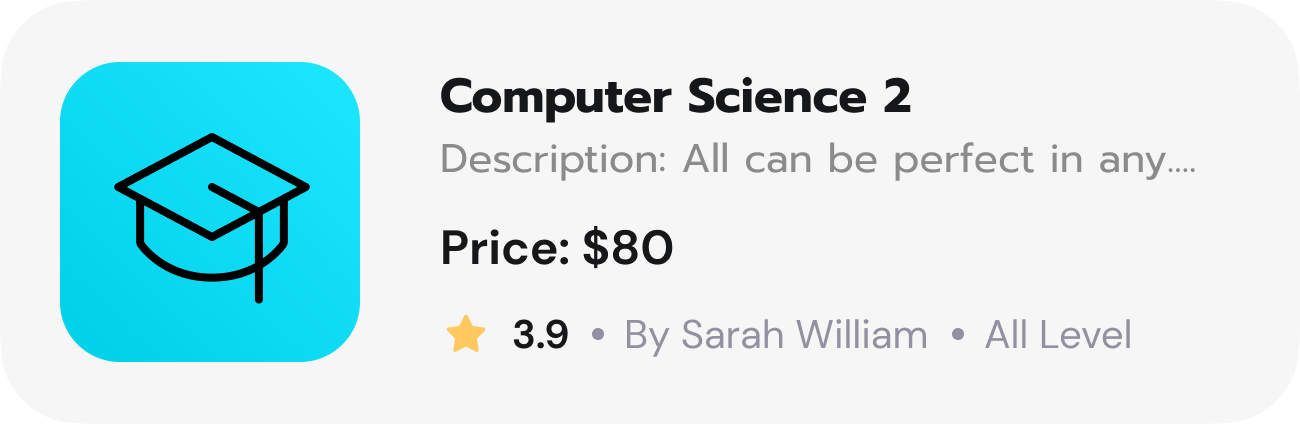 Computer Science 2
Description: All can be perfect in any....
Price: $80
3.9 • By Sarah William • All Level